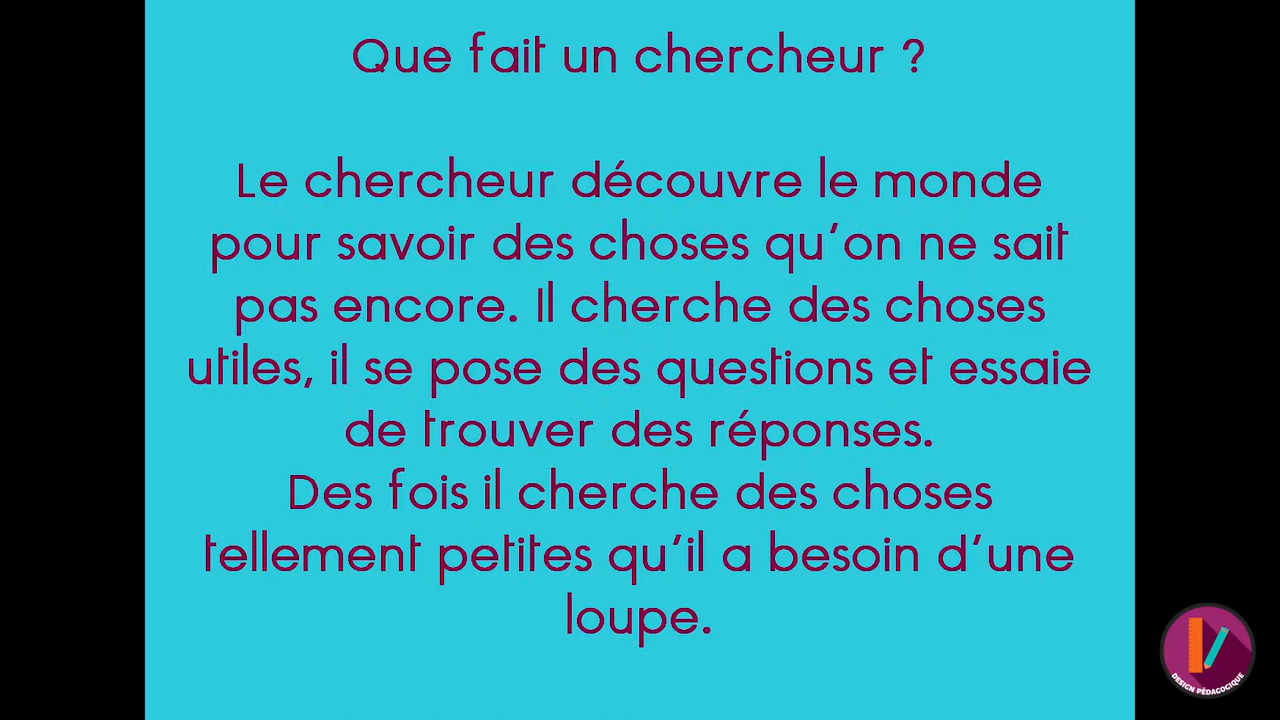 Que fait un chercheur ?
Le chercheur découvre le monde
pour savoir des choses qu’on ne sait
pas encore. Il cherche des choses
utiles, il se pose des questions et essaie
de trouver des réponses.
Des fois il cherche des choses
tellement petites qu’il a besoin d’une
loupe.
DESIGN PÉDAGOGIQUE